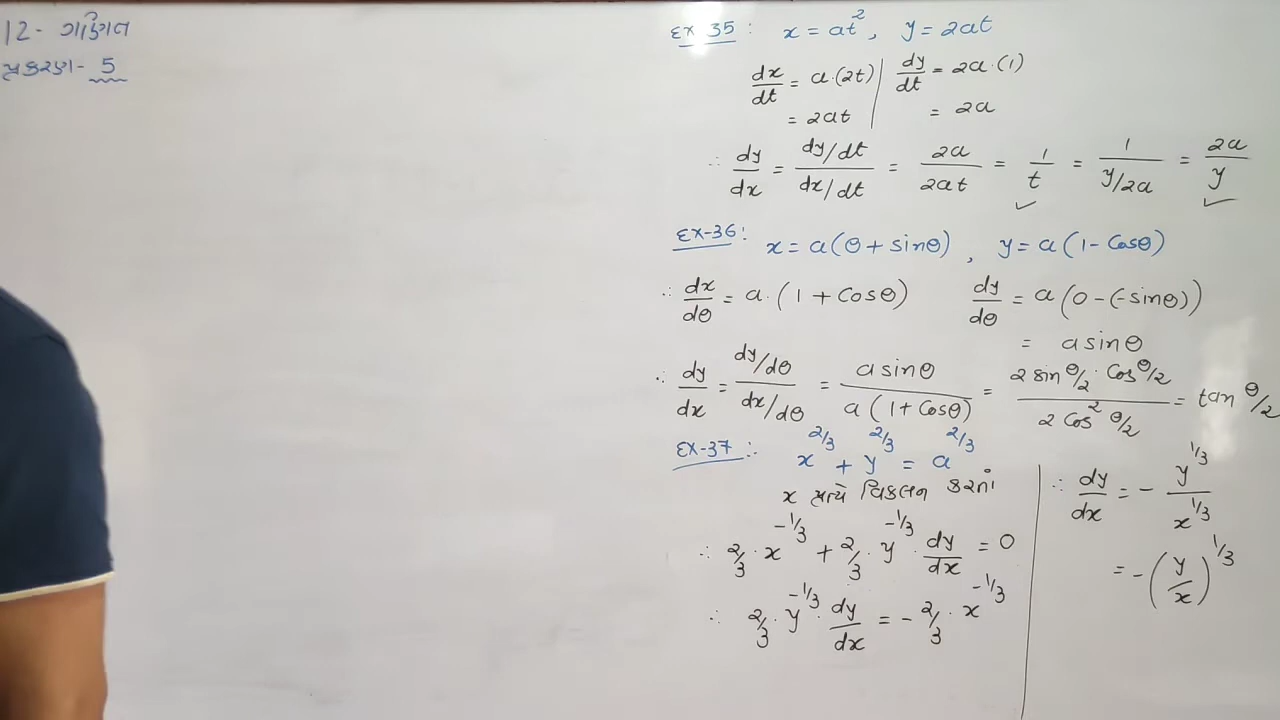 12- ગણિત
પ્રકરણ- 5
Ex 35 : x = at², y = 2at
dx/dt = a·(2t) | dy/dt = 2a·(1)
= 2at | = 2a
∴ dy/dx = (dy/dt)/(dx/dt) = 2a/2at = 1/t = 1/(y/2a) = 2a/y
Ex-36: x = a(θ + sinθ) , y = a(1 - Cosθ)
∴ dx/dθ = a·(1 + Cosθ) dy/dθ = a(0 - (-sinθ))
= a sinθ
∴ dy/dx = (dy/dθ)/(dx/dθ) = a sinθ/a(1 + Cosθ) = 2 sin θ/2 · Cos θ/2 / 2 Cos² θ/2 = tan θ/2
Ex-37 : x^2/3 + y^2/3 = a^2/3
x પ્રત્યે વિકલન કરતાં
∴ 2/3 · x^-1/3 + 2/3 · y^-1/3 · dy/dx = 0
∴ 2/3 · y^-1/3 · dy/dx = - 2/3 · x^-1/3
∴ dy/dx = - y^1/3 / x^1/3
= -(y/x)^1/3